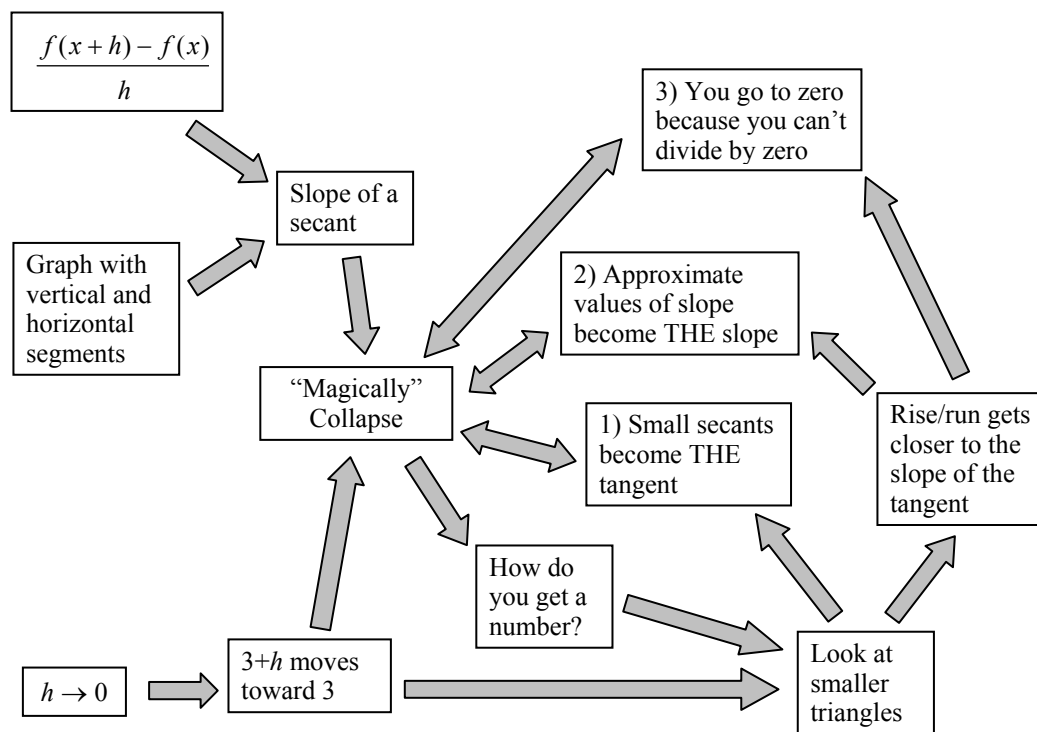 f(x + h) − f(x)
h
3) You go to zero
because you can’t
divide by zero
Slope of a
secant
Graph with
vertical and
horizontal
segments
2) Approximate
values of slope
become THE slope
“Magically”
Collapse
1) Small secants
become THE
tangent
Rise/run gets
closer to the
slope of the
tangent
How do
you get a
number?
h → 0
3+h moves
toward 3
Look at
smaller
triangles